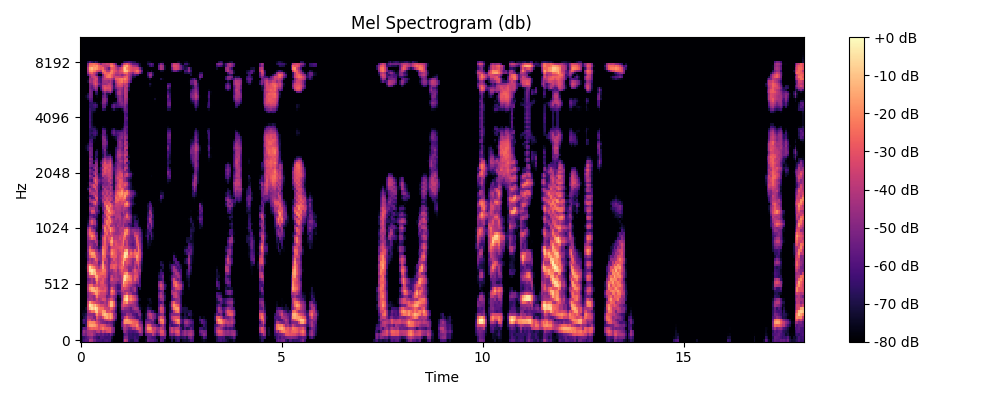 Mel Spectrogram (db)
Hz
8192
4096
2048
1024
512
0
0 5 10 15
Time
+0 dB
-10 dB
-20 dB
-30 dB
-40 dB
-50 dB
-60 dB
-70 dB
-80 dB